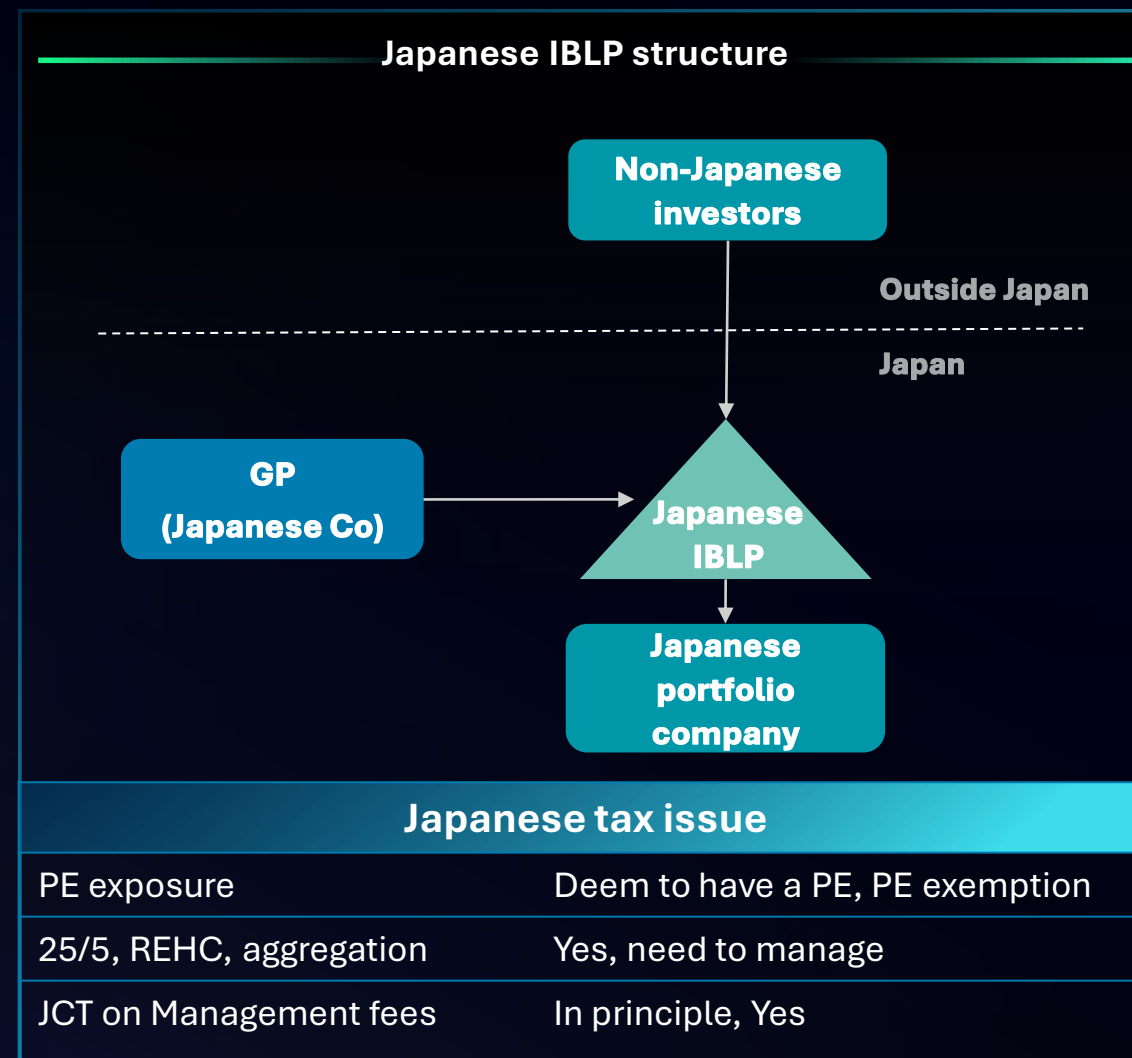 Japanese IBLP structure
Non-Japanese
investors
Outside Japan
Japan
GP
(Japanese Co)
Japanese
IBLP
Japanese
portfolio
company
Japanese tax issue
PE exposure
Deem to have a PE, PE exemption
25/5, REHC, aggregation
Yes, need to manage
JCT on Management fees
In principle, Yes